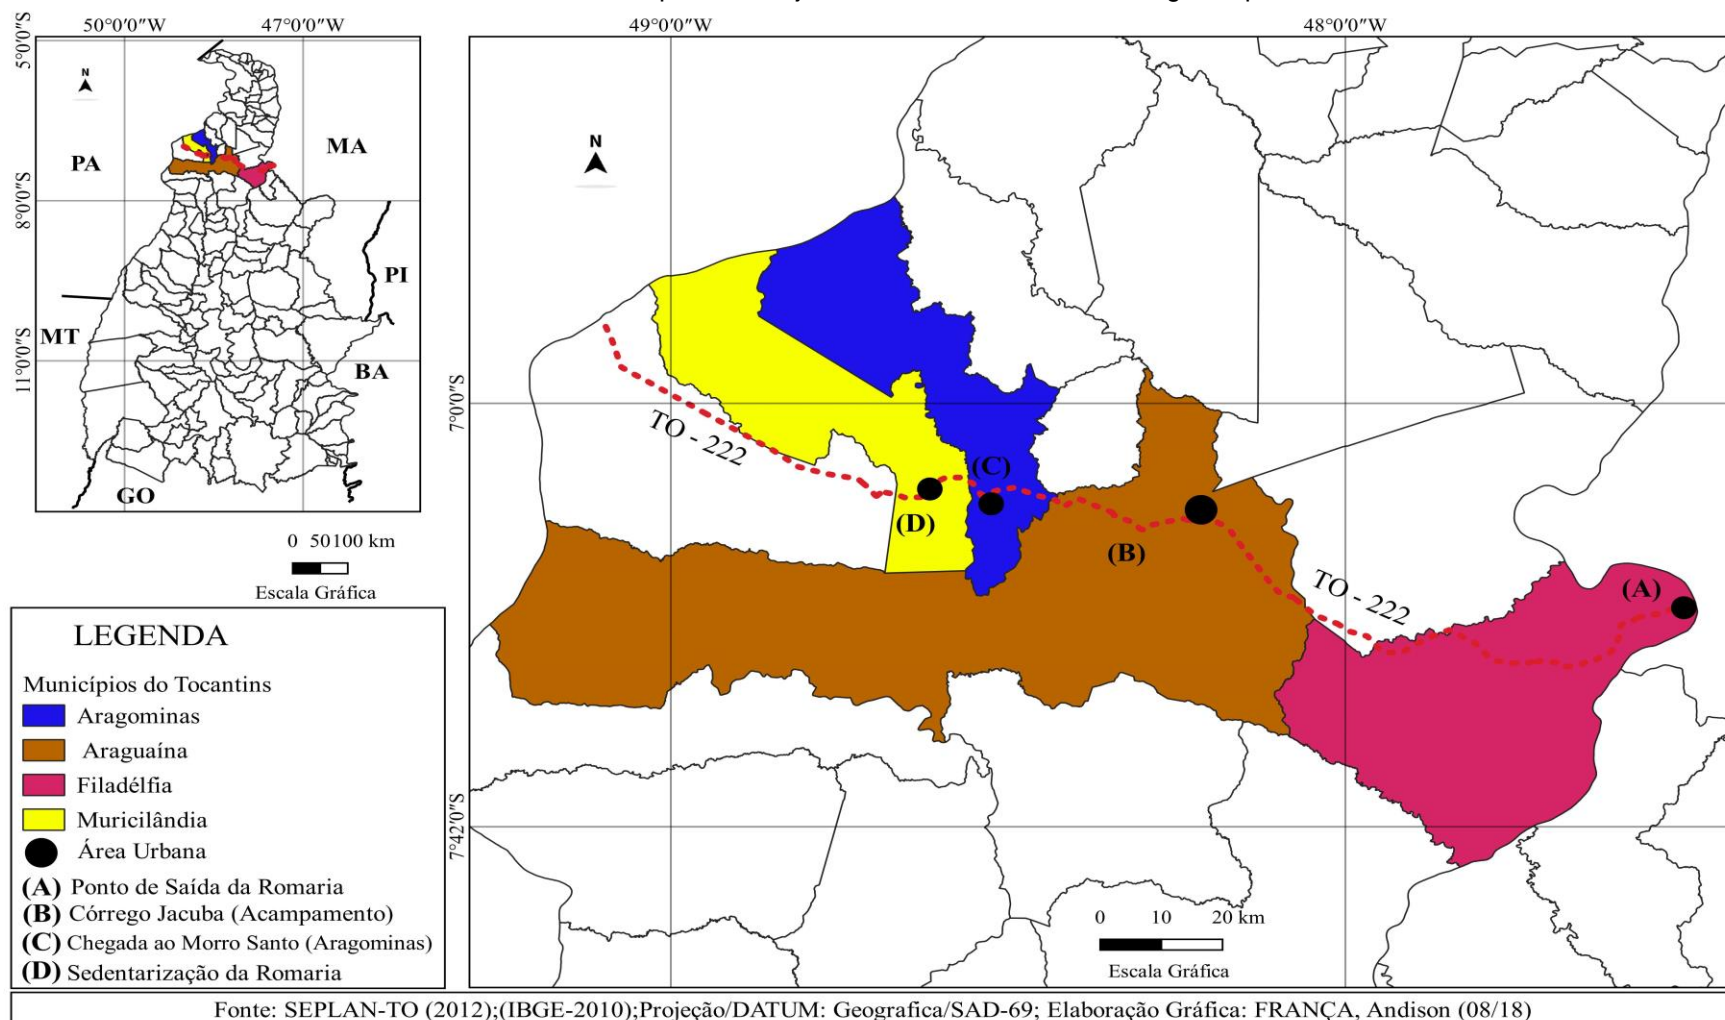 50°0'0"W
47°0'0"W
49°0'0"W
48°0'0"W
5°0'0"S
8°0'0"S
11°0'0"S
N
PA
MA
PI
MT
BA
GO
0 50100 km
Escala Gráfica
N
7°0'0"S
7°42'0"S
TO - 222
(C)
(D)
(B)
TO - 222
(A)
0 10 20 km
Escala Gráfica
LEGENDA
Municípios do Tocantins
Aragominas
Araguaína
Filadélfia
Muricilândia
Área Urbana
(A) Ponto de Saída da Romaria
(B) Córrego Jacuba (Acampamento)
(C) Chegada ao Morro Santo (Aragominas)
(D) Sedentarização da Romaria
Fonte: SEPLAN-TO (2012);(IBGE-2010);Projeção/DATUM: Geografica/SAD-69; Elaboração Gráfica: FRANÇA, Andison (08/18)